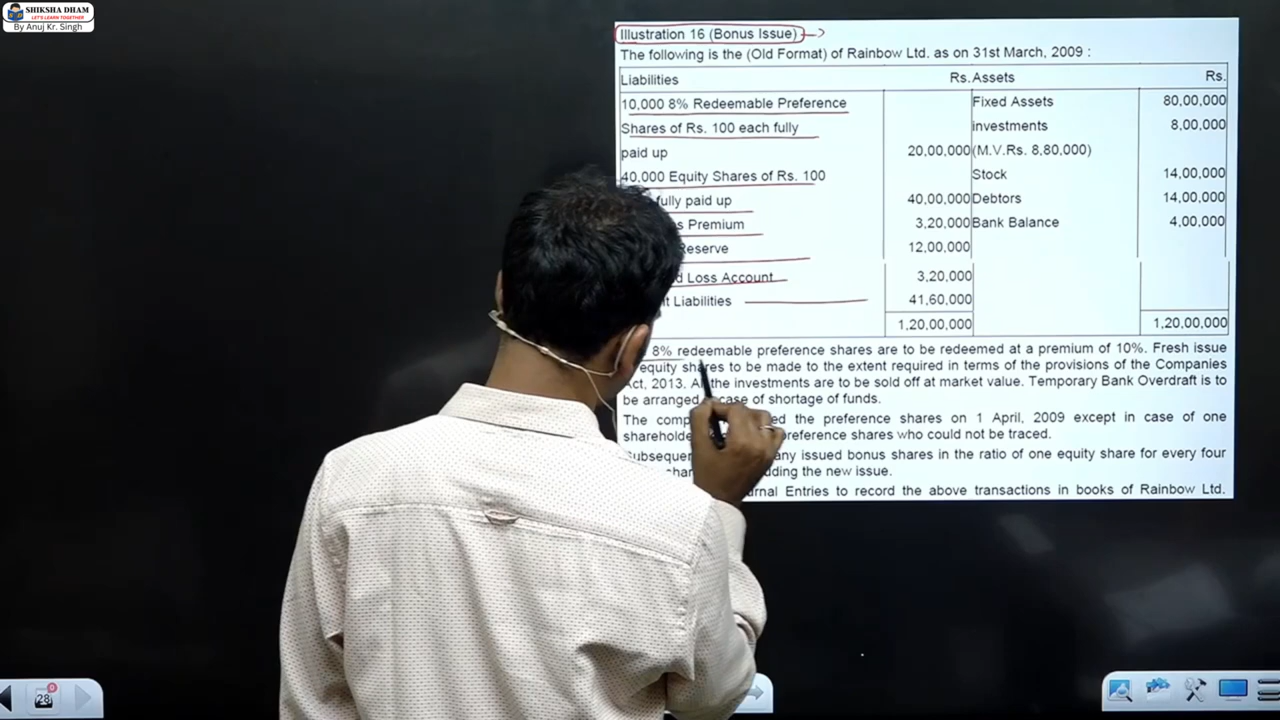 SHIKSHA DHAM
LET'S LEARN TOGETHER
By Anuj Kr. Singh
Illustration 16 (Bonus Issue)
The following is the (Old Format) of Rainbow Ltd. as on 31st March, 2009 :
Liabilities Rs. Assets Rs.
10,000 8% Redeemable Preference Fixed Assets 80,00,000
Shares of Rs. 100 each fully investments 8,00,000
paid up 20,00,000 (M.V.Rs. 8,80,000)
40,000 Equity Shares of Rs. 100 Stock 14,00,000
fully paid up 40,00,000 Debtors 14,00,000
Premium 3,20,000 Bank Balance 4,00,000
Reserve 12,00,000
Loss Account 3,20,000
Liabilities 41,60,000
1,20,00,000 1,20,00,000
8% redeemable preference shares are to be redeemed at a premium of 10%. Fresh issue
equity shares to be made to the extent required in terms of the provisions of the Companies
Act, 2013. the investments are to be sold off at market value. Temporary Bank Overdraft is to
be arranged case of shortage of funds.
The the preference shares on 1 April, 2009 except in case of one
preference shares who could not be traced.
issued bonus shares in the ratio of one equity share for every four
the new issue.
Entries to record the above transactions in books of Rainbow Ltd.
28